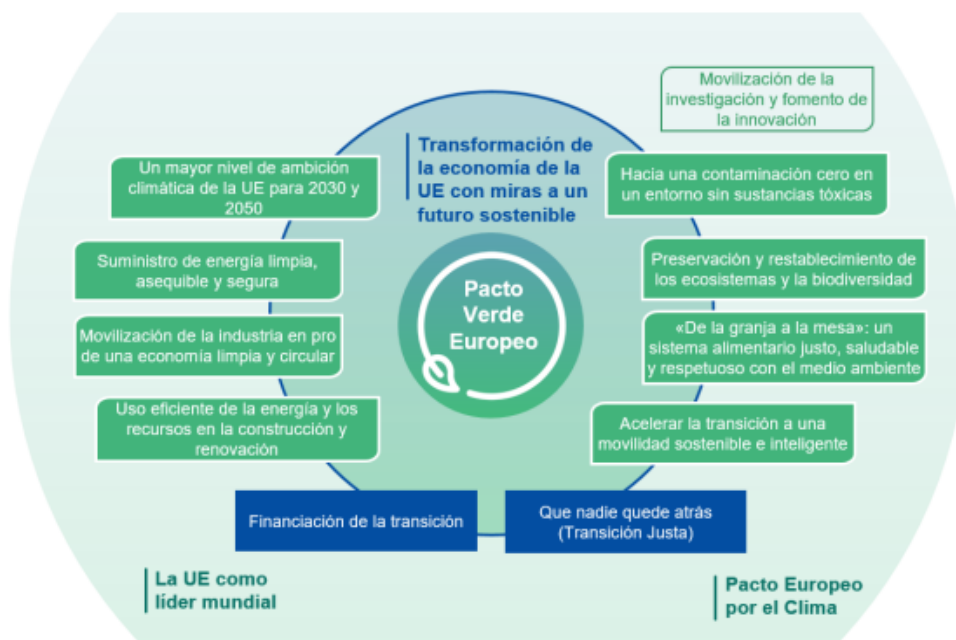 Movilización de la
investigación y fomento de
la innovación
Transformación de
la economía de la
UE con miras a un
futuro sostenible
Un mayor nivel de ambición
climática de la UE para 2030 y
2050
Hacia una contaminación cero en
un entorno sin sustancias tóxicas
Suministro de energía limpia,
asequible y segura
Preservación y restablecimiento de
los ecosistemas y la biodiversidad
Pacto
Verde
Europeo
Movilización de la industria en pro
de una economía limpia y circular
«De la granja a la mesa»: un
sistema alimentario justo, saludable
y respetuoso con el medio ambiente
Uso eficiente de la energía y los
recursos en la construcción y
renovación
Acelerar la transición a una
movilidad sostenible e inteligente
Financiación de la transición
Que nadie quede atrás
(Transición Justa)
La UE como
líder mundial
Pacto Europeo
por el Clima